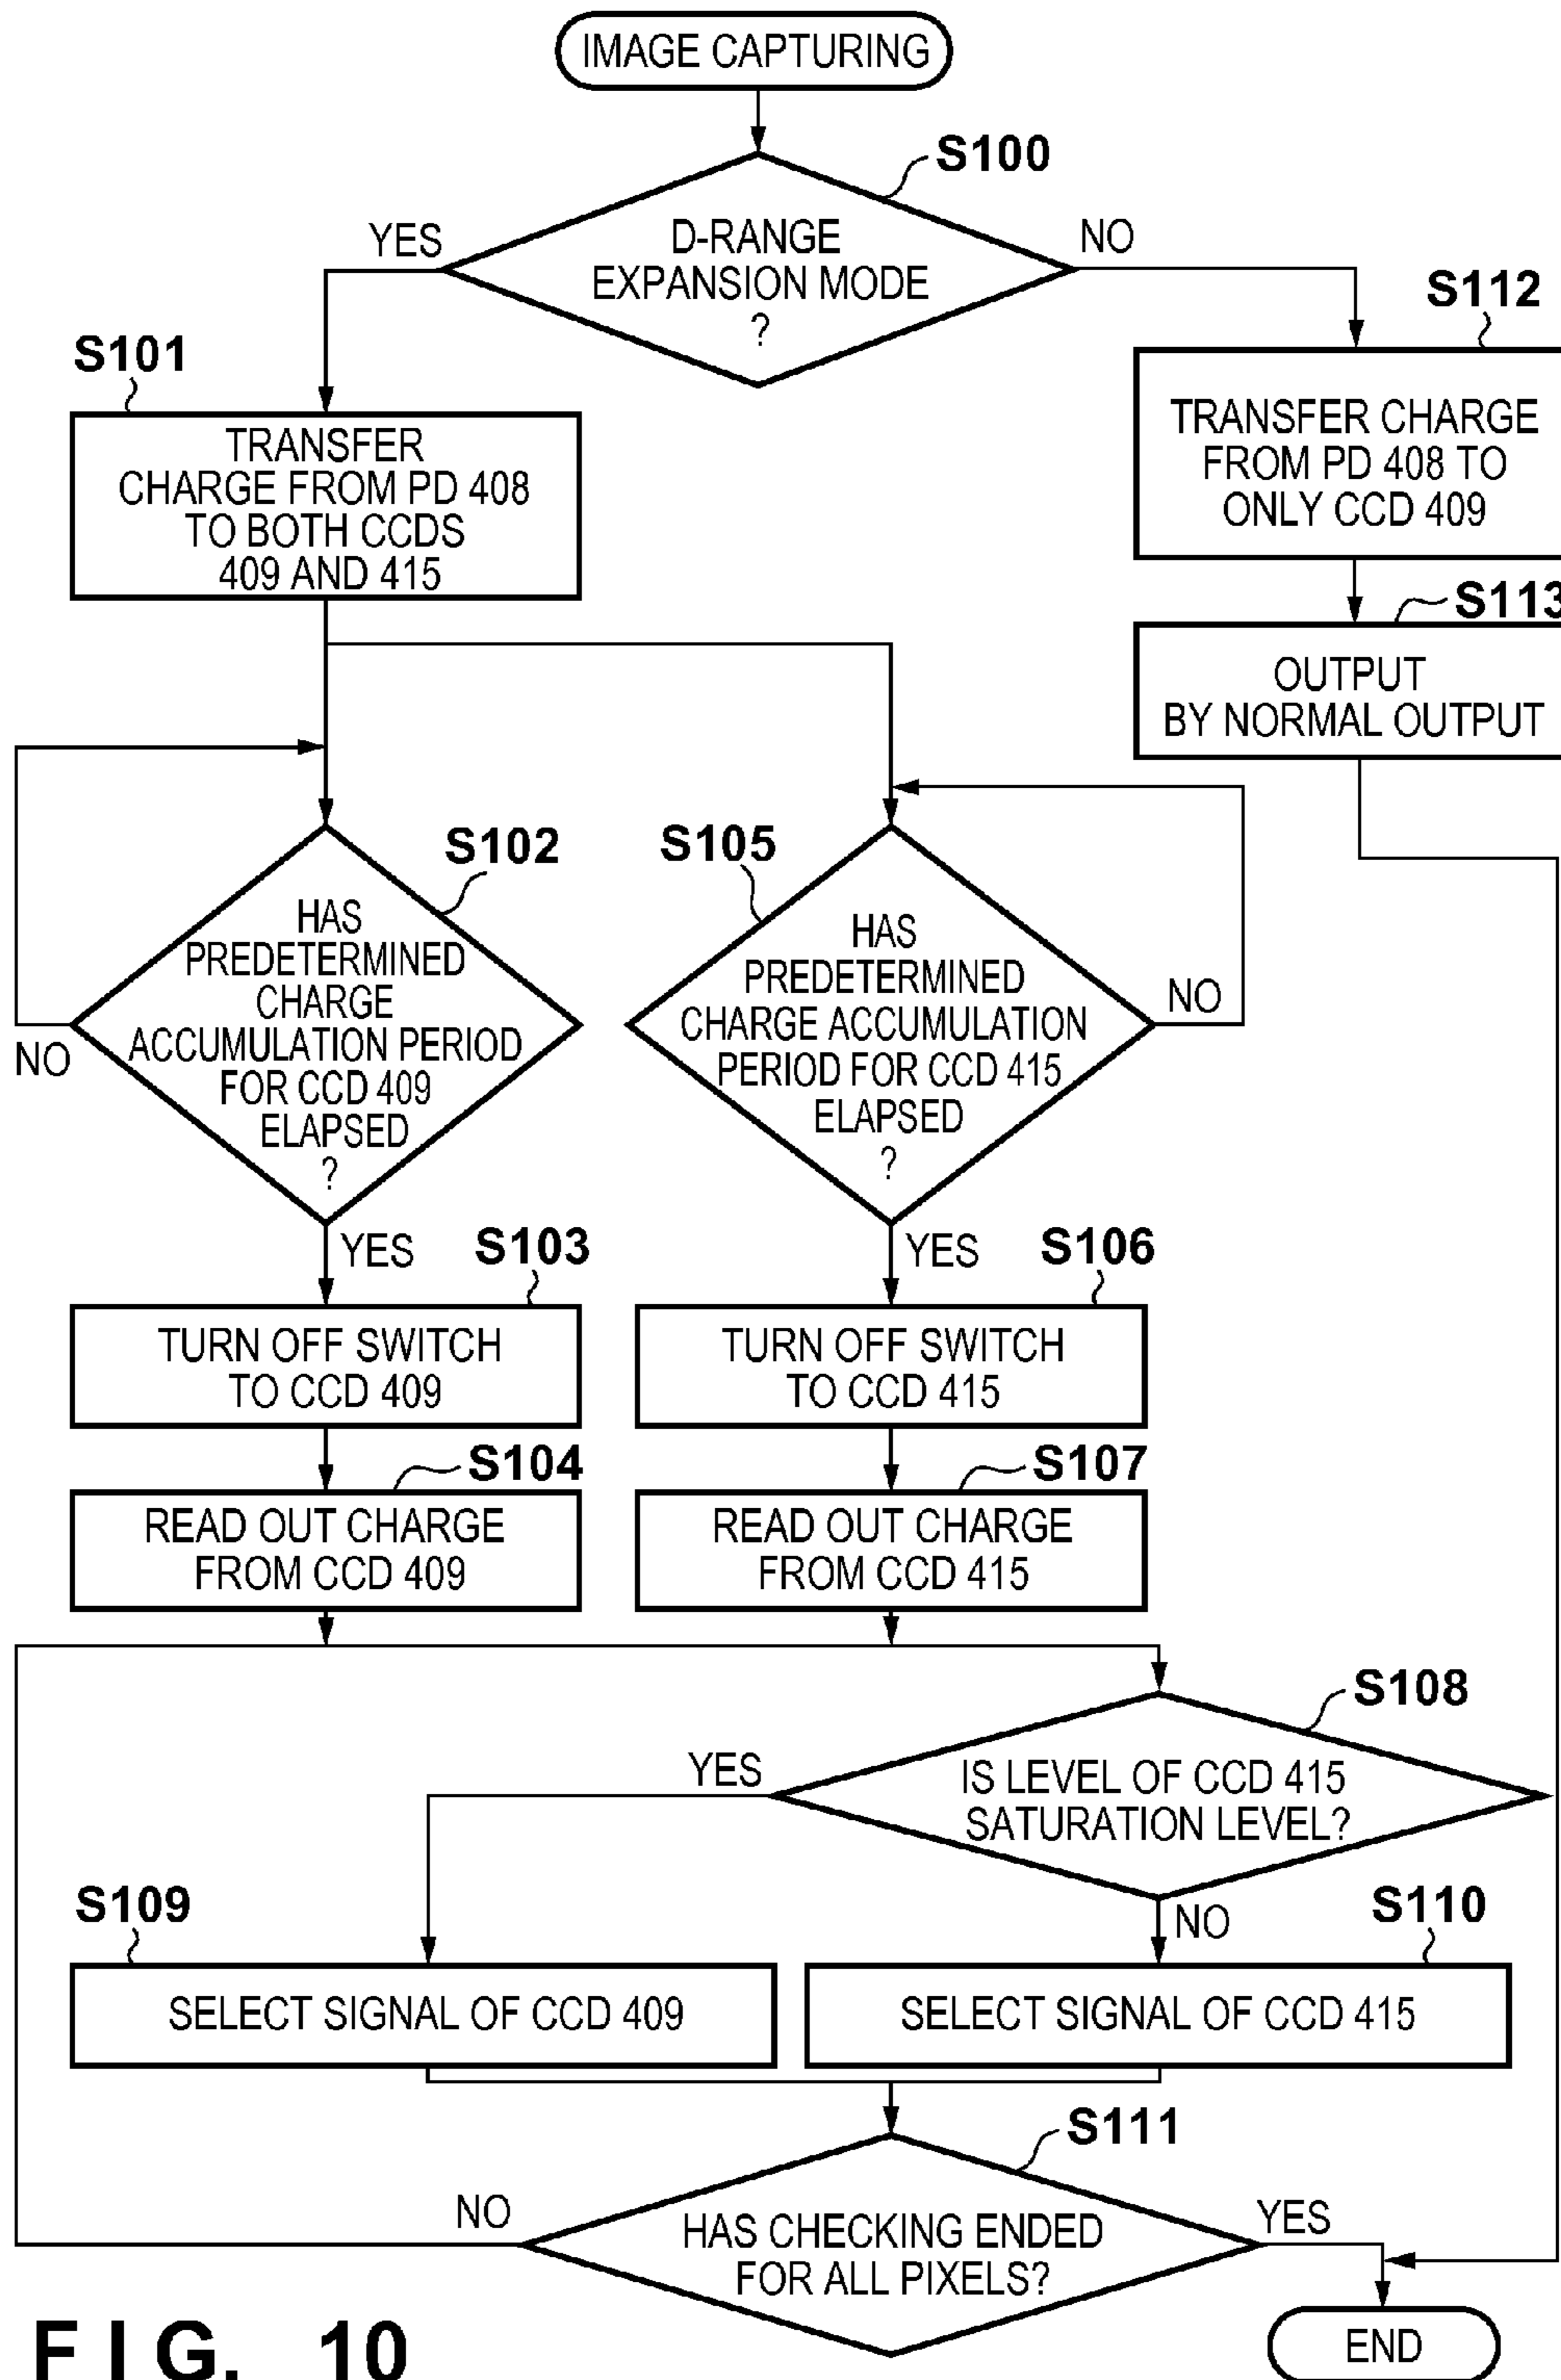 IMAGE CAPTURING
S100
D-RANGE
EXPANSION MODE
?
YES
NO
S101
TRANSFER
CHARGE FROM PD 408
TO BOTH CCDS
409 AND 415
S112
TRANSFER CHARGE
FROM PD 408 TO
ONLY CCD 409
S113
OUTPUT
BY NORMAL OUTPUT
S102
HAS
PREDETERMINED
CHARGE
ACCUMULATION PERIOD
FOR CCD 409
ELAPSED
?
NO
YES
S105
HAS
PREDETERMINED
CHARGE ACCUMULATION
PERIOD FOR CCD 415
ELAPSED
?
NO
YES
S103
TURN OFF SWITCH
TO CCD 409
S106
TURN OFF SWITCH
TO CCD 415
S104
READ OUT CHARGE
FROM CCD 409
S107
READ OUT CHARGE
FROM CCD 415
S108
IS LEVEL OF CCD 415
SATURATION LEVEL?
YES
NO
S109
SELECT SIGNAL OF CCD 409
S110
SELECT SIGNAL OF CCD 415
S111
HAS CHECKING ENDED
FOR ALL PIXELS?
NO
YES
END
FIG. 10